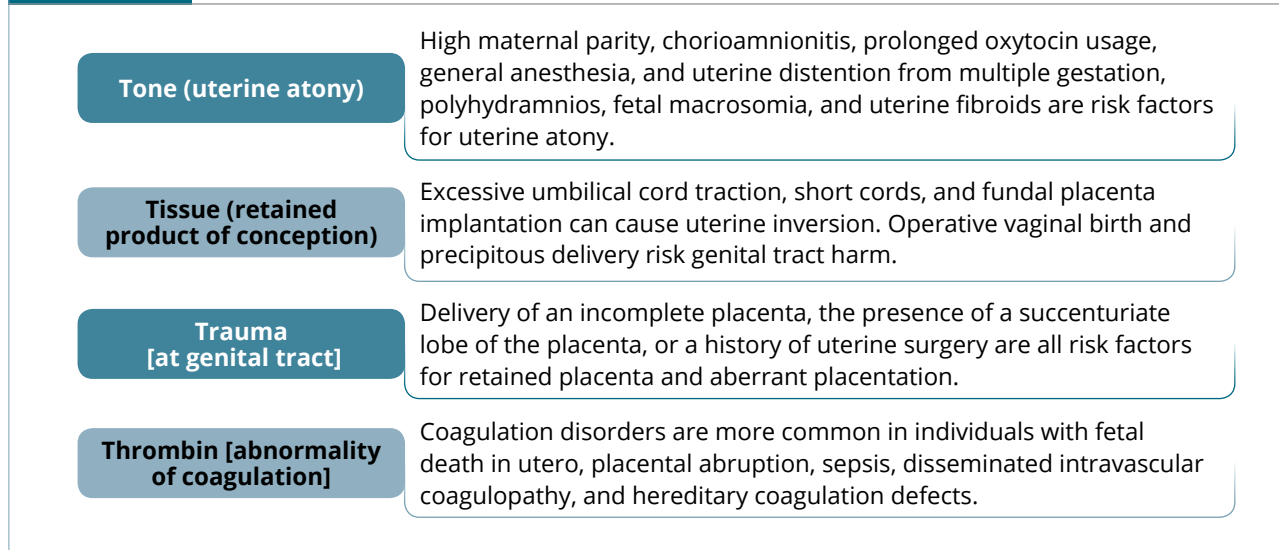 Tone (uterine atony)
High maternal parity, chorioamnionitis, prolonged oxytocin usage,
general anesthesia, and uterine distention from multiple gestation,
polyhydramnios, fetal macrosomia, and uterine fibroids are risk factors
for uterine atony.
Tissue (retained
product of conception)
Excessive umbilical cord traction, short cords, and fundal placenta
implantation can cause uterine inversion. Operative vaginal birth and
precipitous delivery risk genital tract harm.
Trauma
[at genital tract]
Delivery of an incomplete placenta, the presence of a succenturiate
lobe of the placenta, or a history of uterine surgery are all risk factors
for retained placenta and aberrant placentation.
Thrombin [abnormality
of coagulation]
Coagulation disorders are more common in individuals with fetal
death in utero, placental abruption, sepsis, disseminated intravascular
coagulopathy, and hereditary coagulation defects.